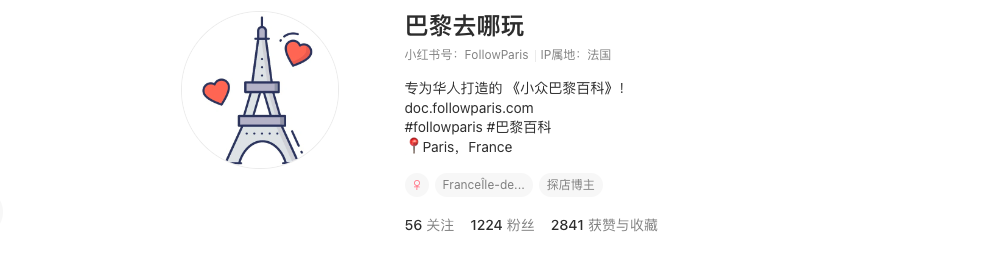 巴黎去哪玩
小红书号：FollowParis IP属地：法国
专为华人打造的 《小众巴黎百科》！
doc.followparis.com
#followparis #巴黎百科
📍Paris，France
FranceÎle-de... 探店博主
56 关注 1224 粉丝 2841 获赞与收藏